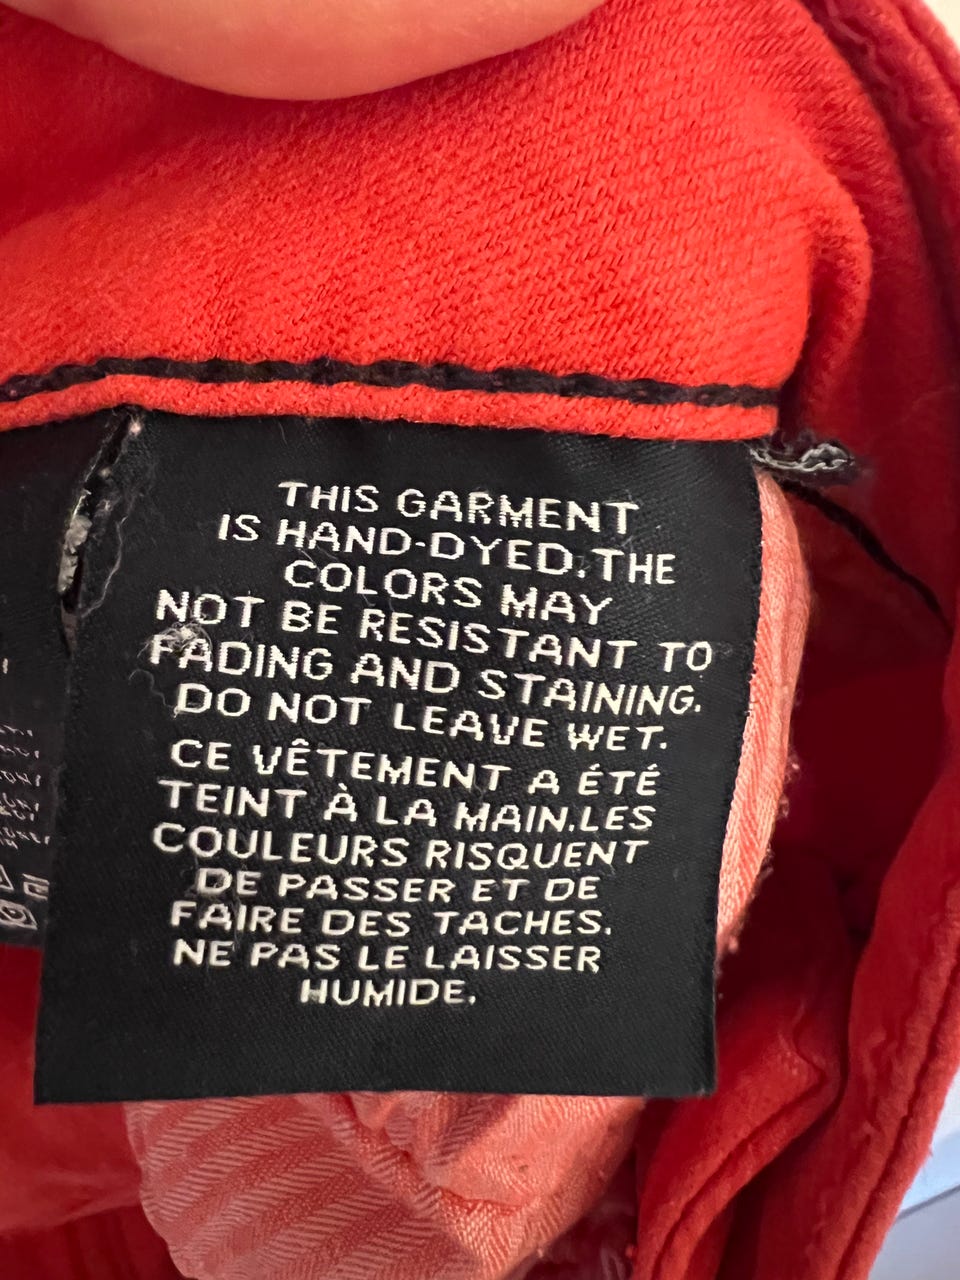 THIS GARMENT
IS HAND-DYED. THE
COLORS MAY
NOT BE RESISTANT TO
FADING AND STAINING.
DO NOT LEAVE WET.
CE VÊTEMENT A ÉTÉ
TEINT À LA MAIN. LES
COULEURS RISQUENT
DE PASSER ET DE
FAIRE DES TACHES.
NE PAS LE LAISSER
HUMIDE.